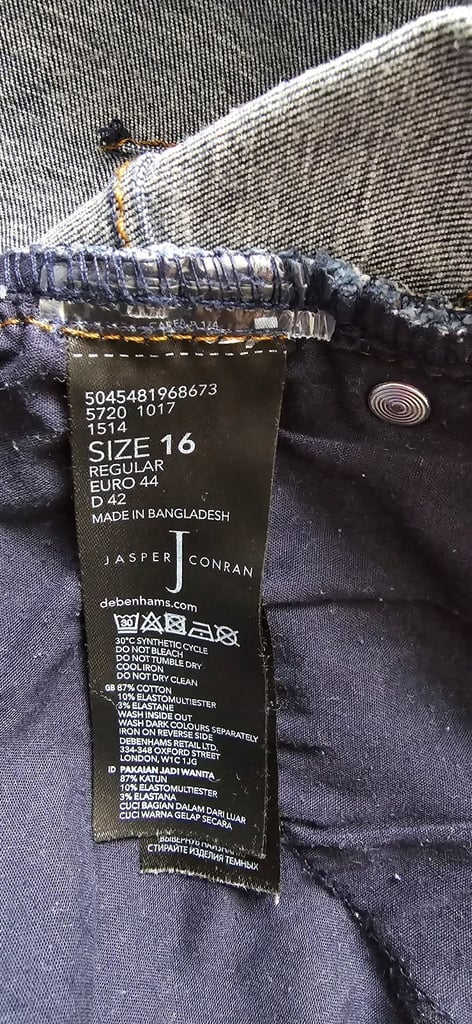 5045481968673
5720 1017
1514
SIZE 16
REGULAR
EURO 44
D 42
MADE IN BANGLADESH
J
JASPER CONRAN
debenhams.com
30
30°C SYNTHETIC CYCLE
DO NOT BLEACH
DO NOT TUMBLE DRY
COOL IRON
DO NOT DRY CLEAN
GB 87% COTTON
10% ELASTOMULTIESTER
3% ELASTANE
WASH INSIDE OUT
WASH DARK COLOURS SEPARATELY
IRON ON REVERSE SIDE
DEBENHAMS RETAIL LTD,
334-348 OXFORD STREET
LONDON, W1C 1JG
ID PAKAIAN JADI WANITA
87% KATUN
10% ELASTOMULTIESTER
3% ELASTANA
CUCI BAGIAN DALAM DARI LUAR
CUCI WARNA GELAP SECARA
СТИРАЙТЕ ИЗДЕЛИЯ ТЕМНЫХ